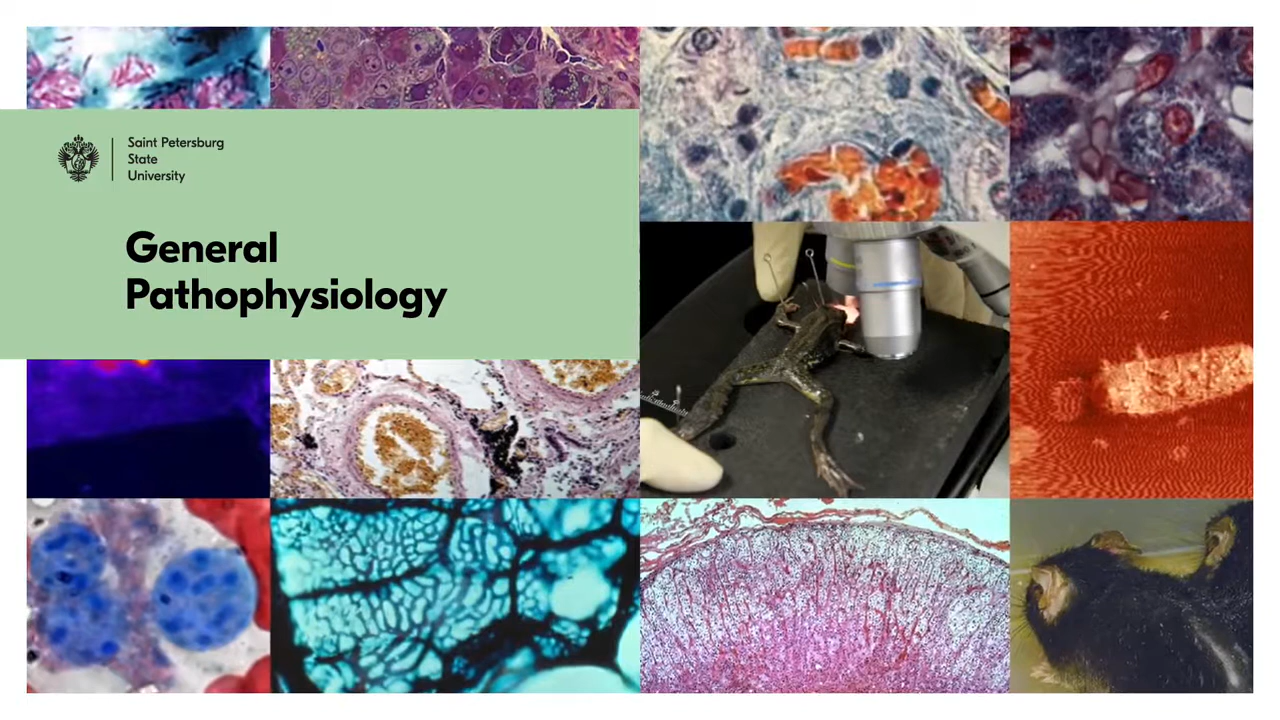 Saint Petersburg
State
University
General
Pathophysiology